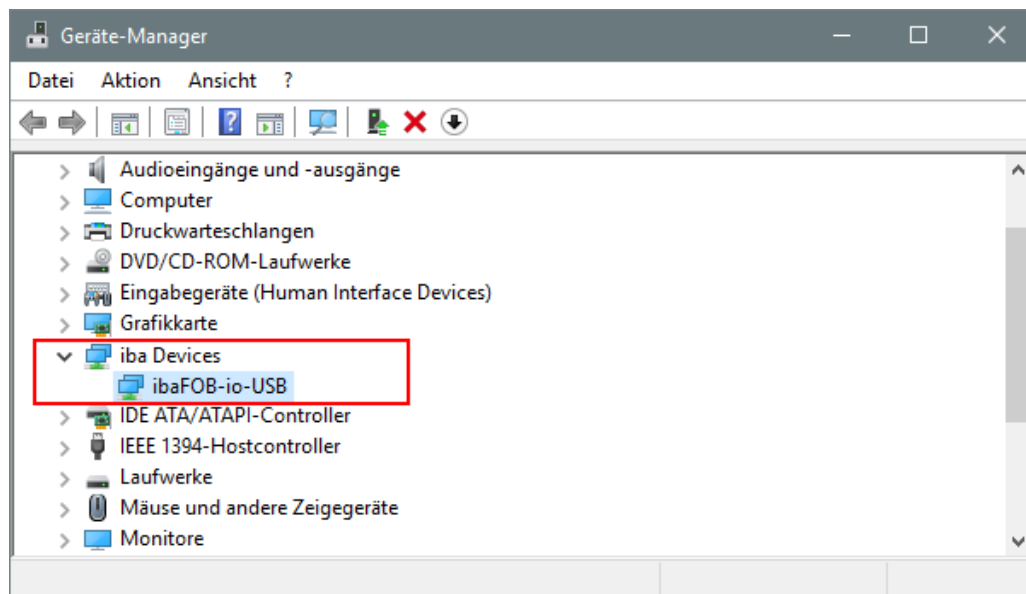 Geräte-Manager
Datei Aktion Ansicht ?
Audioeingänge und -ausgänge
Computer
Druckwarteschlangen
DVD/CD-ROM-Laufwerke
Eingabegeräte (Human Interface Devices)
Grafikkarte
iba Devices
ibaFOB-io-USB
IDE ATA/ATAPI-Controller
IEEE 1394-Hostcontroller
Laufwerke
Mäuse und andere Zeigegeräte
Monitore